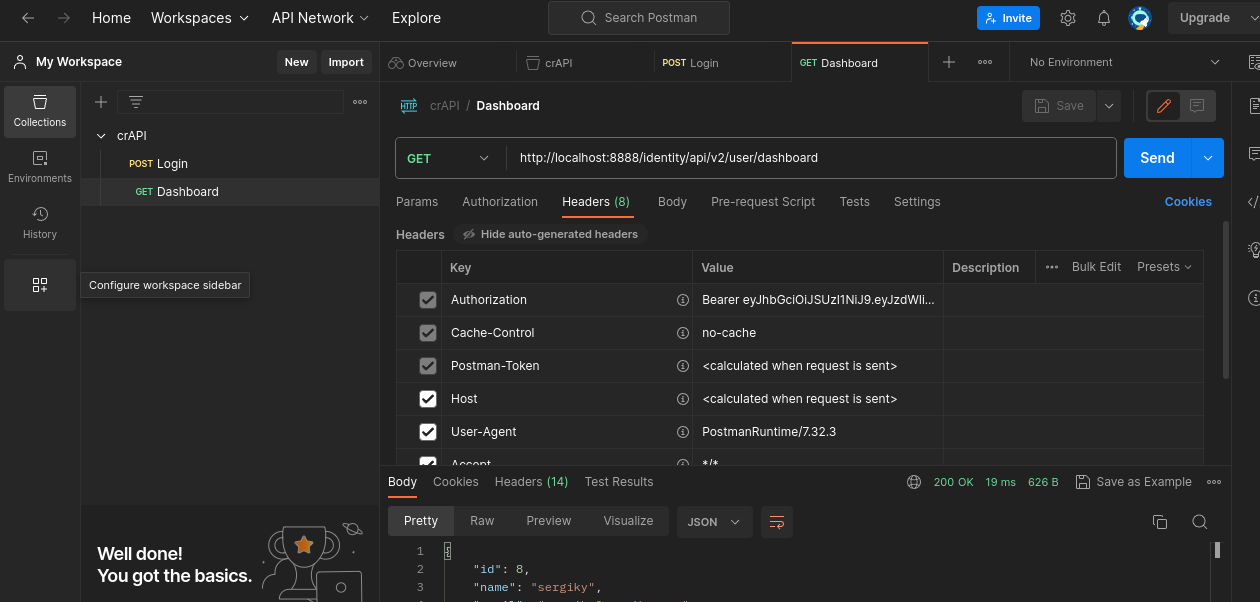 Home Workspaces API Network Explore Search Postman Invite Upgrade
My Workspace New Import Overview crAPI POST Login GET Dashboard No Environment
HTTP crAPI / Dashboard Save
Collections
crAPI
POST Login
GET Dashboard
Environments
History
Configure workspace sidebar
GET http://localhost:8888/identity/api/v2/user/dashboard Send
Params Authorization Headers (8) Body Pre-request Script Tests Settings Cookies
Headers Hide auto-generated headers
Key Value Description Bulk Edit Presets
Authorization Bearer eyJhbGciOiJSUzI1NiJ9.eyJzdWIi...
Cache-Control no-cache
Postman-Token <calculated when request is sent>
Host <calculated when request is sent>
User-Agent PostmanRuntime/7.32.3
Accept */*
Body Cookies Headers (14) Test Results 200 OK 19 ms 626 B Save as Example
Pretty Raw Preview Visualize JSON
1 {
2 "id": 8,
3 "name": "sergiky",
Well done!
You got the basics.